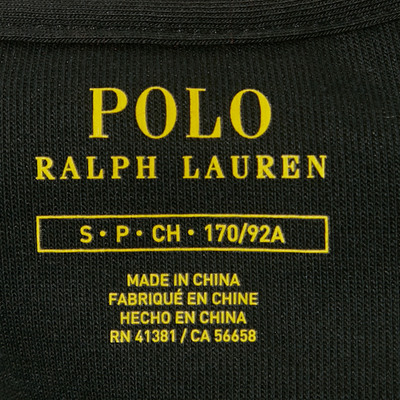 POLO
RALPH LAUREN
S • P • CH • 170/92A
MADE IN CHINA
FABRIQUÉ EN CHINE
HECHO EN CHINA
RN 41381 / CA 56658